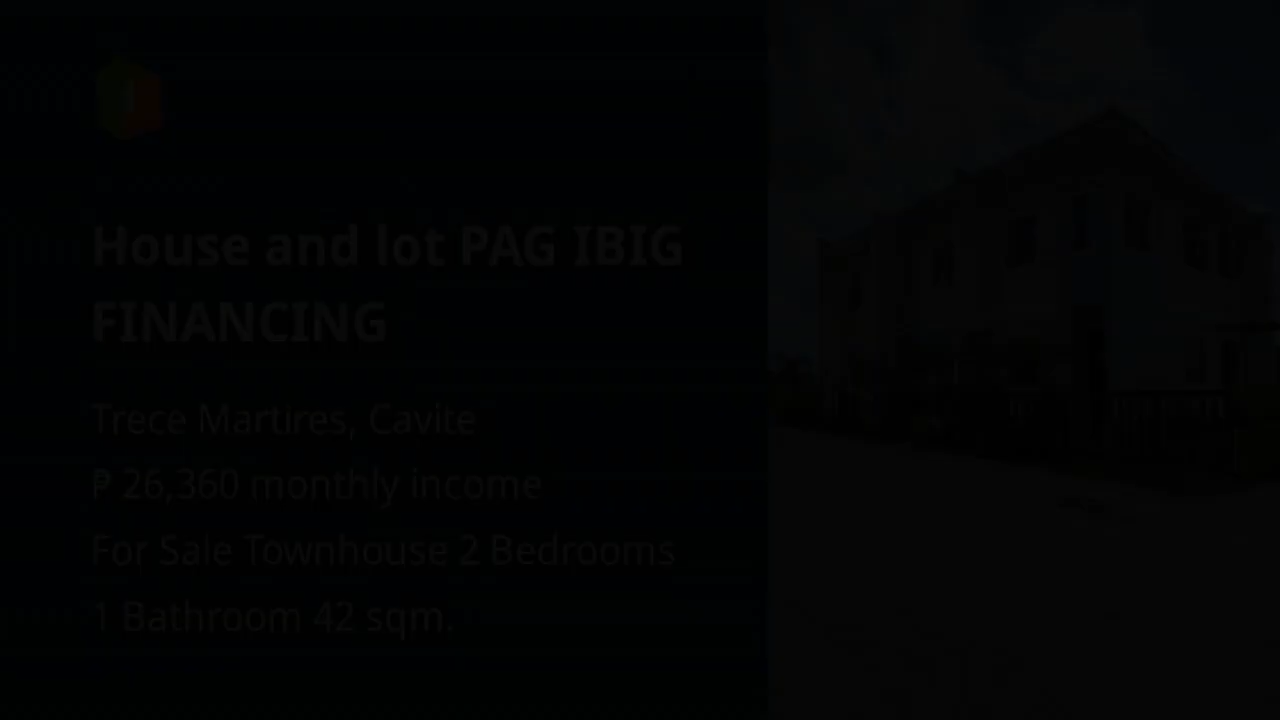 House and lot PAG IBIG
FINANCING
Trece Martires, Cavite
₱ 26,360 monthly income
For Sale Townhouse 2 Bedrooms
1 Bathroom 42 sqm.